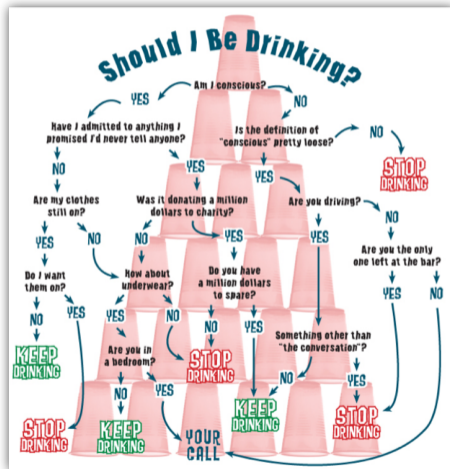 Should I Be Drinking?
Am I conscious?
YES
NO
Have I admitted to anything I
promised I'd never tell anyone?
Is the definition of
"conscious" pretty loose?
NO
STOP
DRINKING
NO
YES
YES
Are my clothes
still on?
Was it donating a million
dollars to charity?
Are you driving?
NO
YES
NO
NO
YES
YES
Are you the only
one left at the bar?
Do I want
them on?
How about
underwear?
Do you have
a million dollars
to spare?
YES
NO
NO
YES
YES
NO
NO
YES
Something other than
"the conversation"?
KEEP
DRINKING
Are you in
a bedroom?
STOP
DRINKING
NO
YES
NO
YES
STOP
DRINKING
KEEP
DRINKING
YOUR
CALL
KEEP
DRINKING
STOP
DRINKING